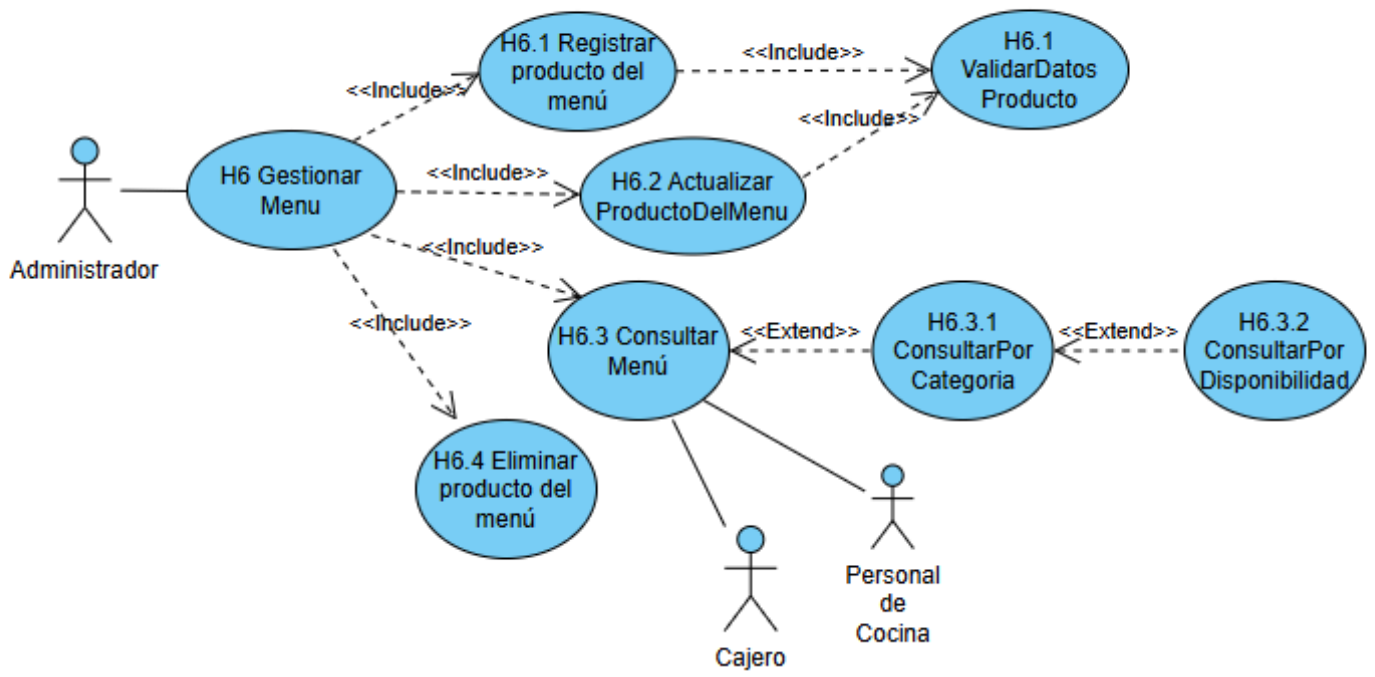 H6.1 Registrar
producto del
menú
<<Include>>
H6.1
ValidarDatos
Producto
<<Include>>
<<Include>>
H6 Gestionar
Menu
<<Include>>
H6.2 Actualizar
ProductoDelMenu
Administrador
<<Include>>
<<Include>>
H6.3 Consultar
Menú
<<Extend>>
H6.3.1
ConsultarPor
Categoria
<<Extend>>
H6.3.2
ConsultarPor
Disponibilidad
H6.4 Eliminar
producto del
menú
Personal
de
Cocina
Cajero